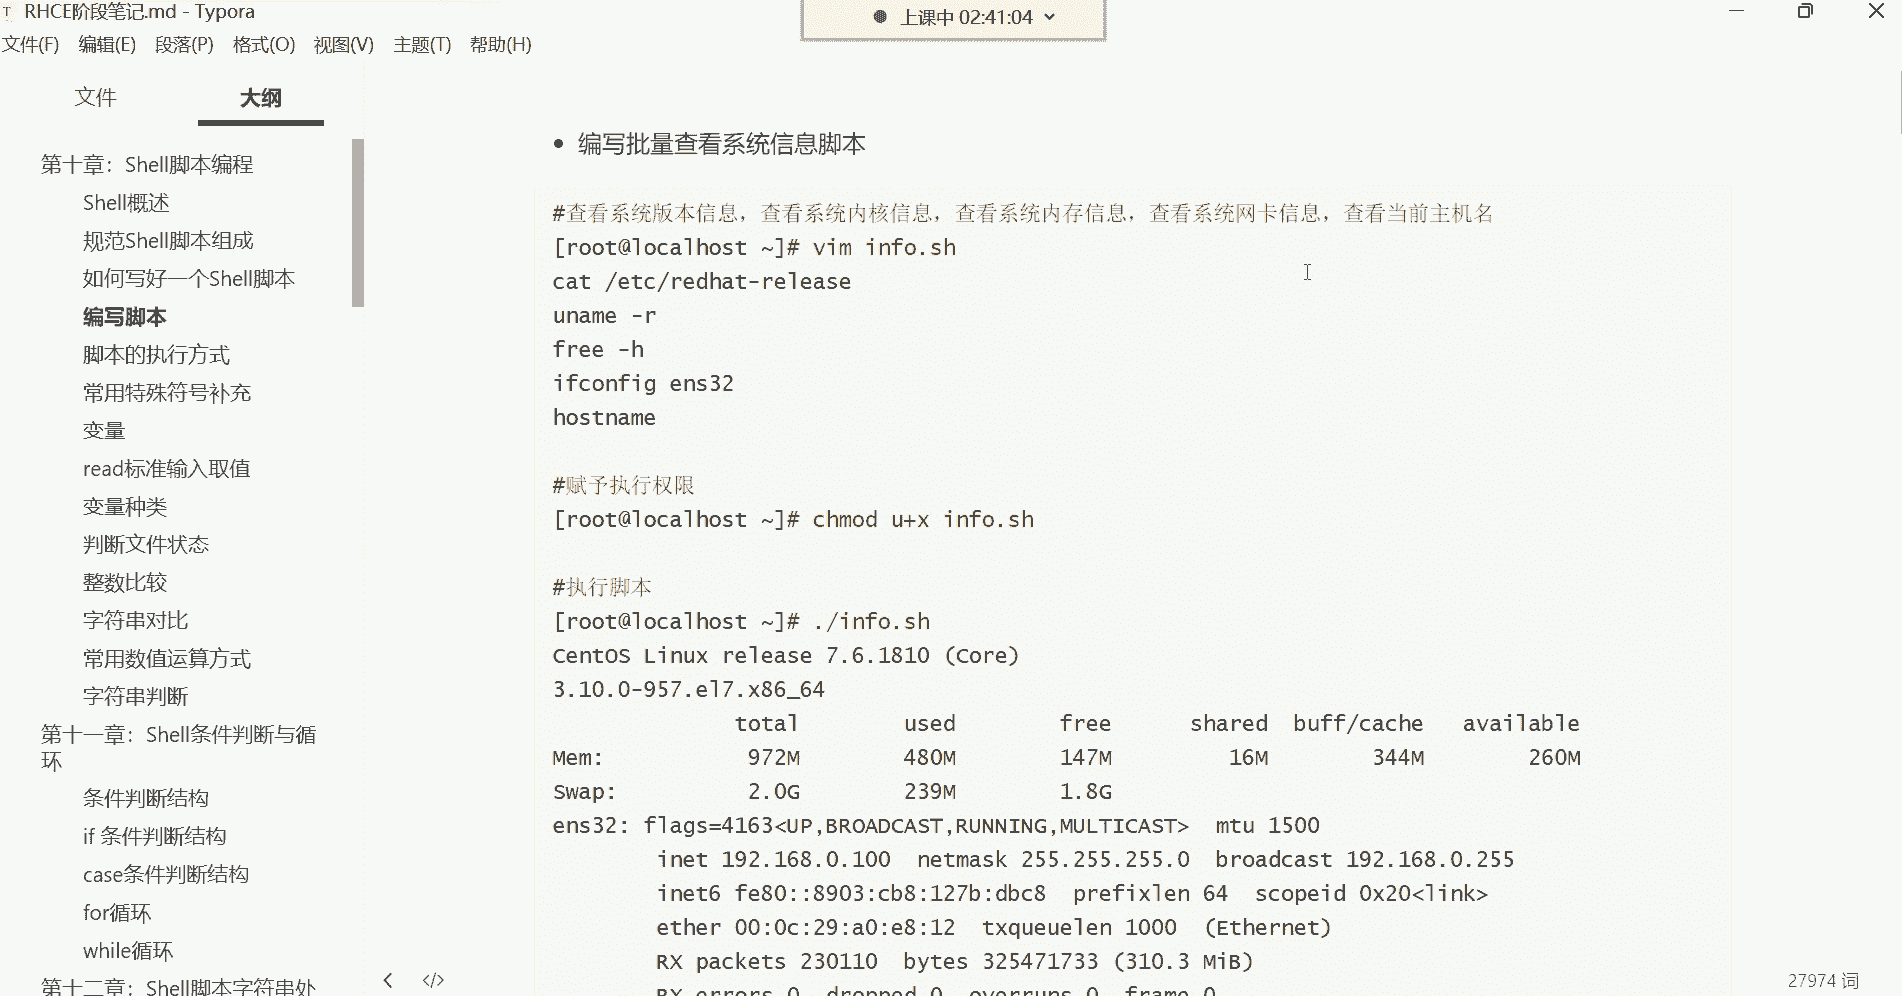 RHCE阶段笔记.md - Typora
上课中 02:41:04
文件(F) 编辑(E) 段落(P) 格式(O) 视图(V) 主题(T) 帮助(H)
文件 大纲
第十章：Shell脚本编程
Shell概述
规范Shell脚本组成
如何写好一个Shell脚本
编写脚本
脚本的执行方式
常用特殊符号补充
变量
read标准输入取值
变量种类
判断文件状态
整数比较
字符串对比
常用数值运算方式
字符串判断
第十一章：Shell条件判断与循
环
条件判断结构
if 条件判断结构
case条件判断结构
for循环
while循环
第十二章：Shell脚本字符串处
• 编写批量查看系统信息脚本
#查看系统版本信息，查看系统内核信息，查看系统内存信息，查看系统网卡信息，查看当前主机名
[root@localhost ~]# vim info.sh
cat /etc/redhat-release
uname -r
free -h
ifconfig ens32
hostname
#赋予执行权限
[root@localhost ~]# chmod u+x info.sh
#执行脚本
[root@localhost ~]# ./info.sh
CentOS Linux release 7.6.1810 (Core)
3.10.0-957.el7.x86_64
total used free shared buff/cache available
Mem: 972M 480M 147M 16M 344M 260M
Swap: 2.0G 239M 1.8G
ens32: flags=4163<UP,BROADCAST,RUNNING,MULTICAST> mtu 1500
inet 192.168.0.100 netmask 255.255.255.0 broadcast 192.168.0.255
inet6 fe80::8903:cb8:127b:dbc8 prefixlen 64 scopeid 0x20<link>
ether 00:0c:29:a0:e8:12 txqueuelen 1000 (Ethernet)
RX packets 230110 bytes 325471733 (310.3 MiB)
RX errors 0 dropped 0 overruns 0 frame 0
27974 词